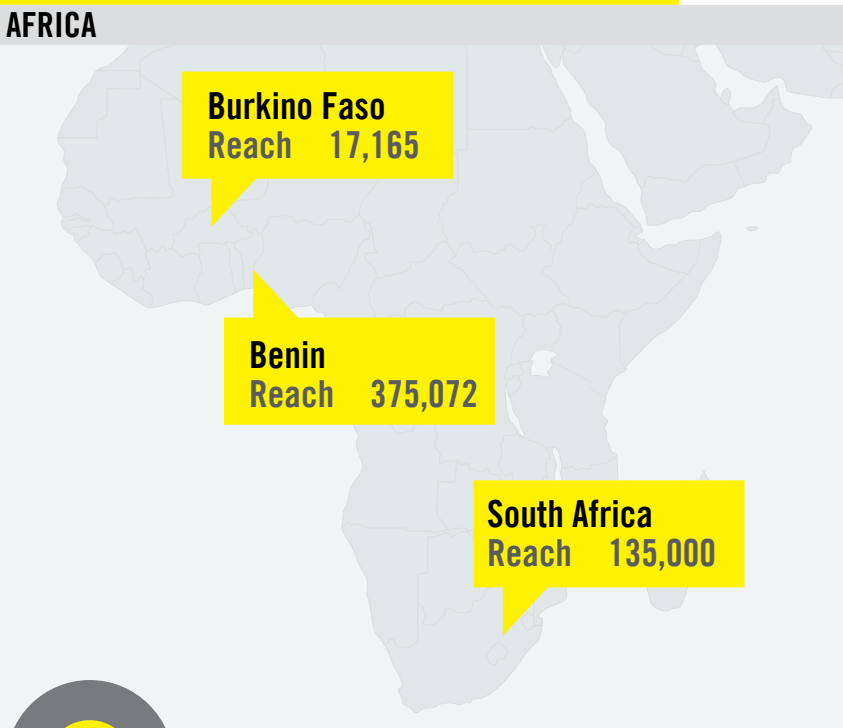 AFRICA
Burkino Faso
Reach 17,165
Benin
Reach 375,072
South Africa
Reach 135,000